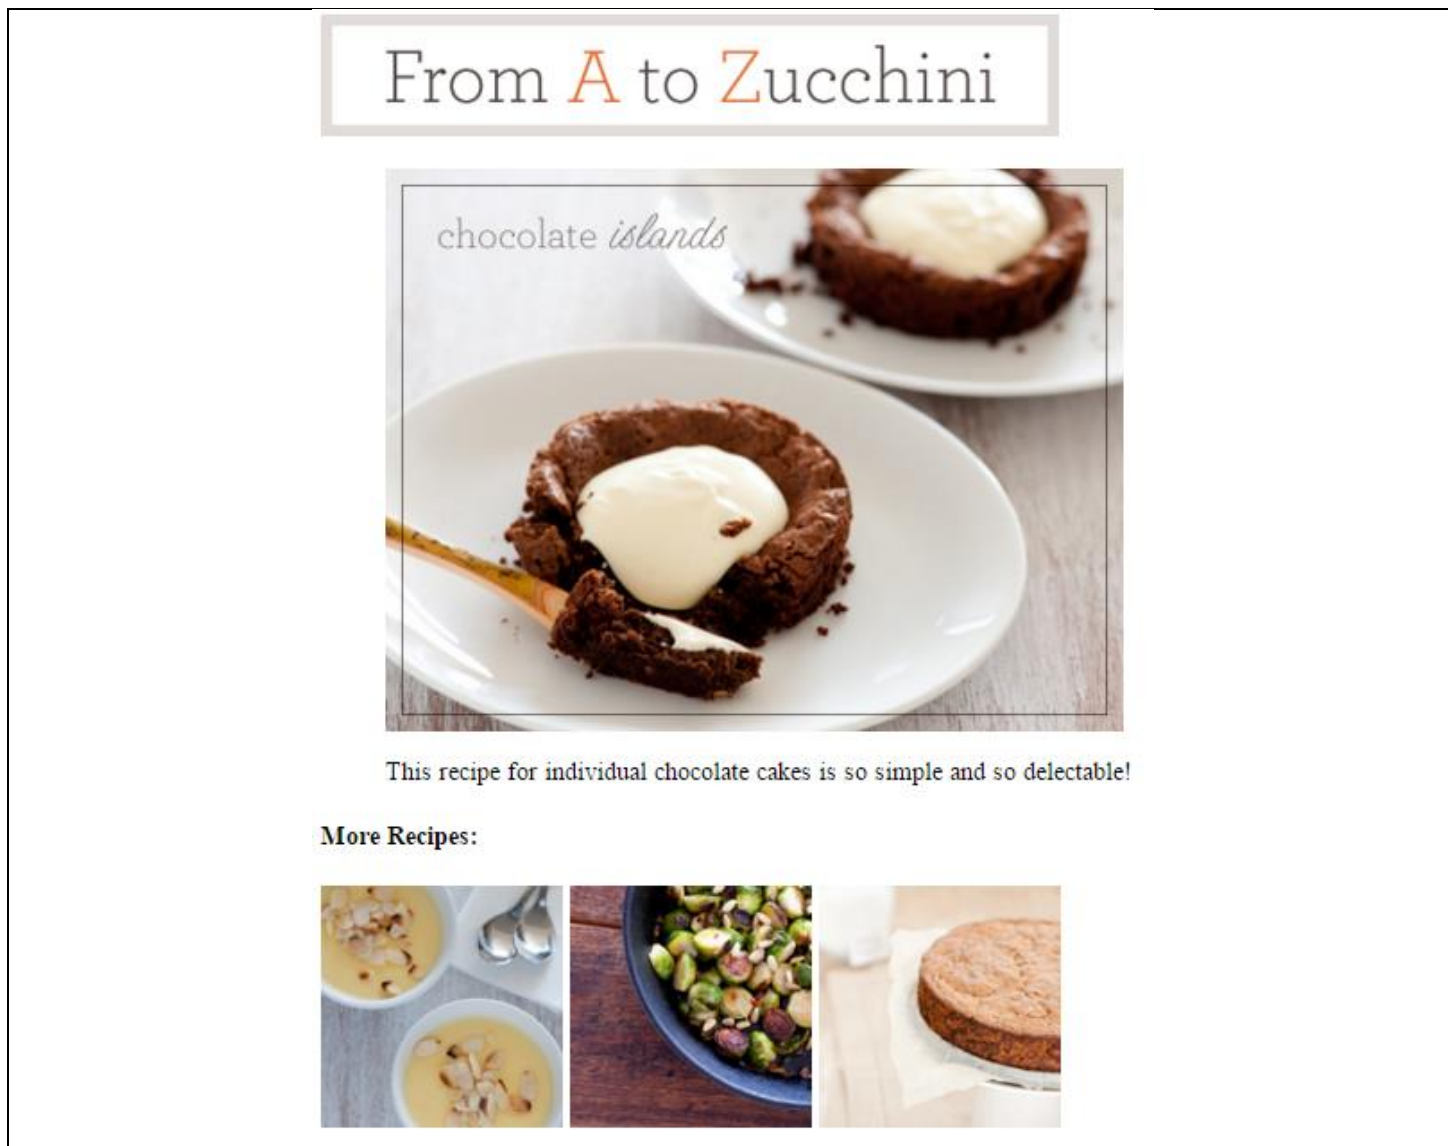 From A to Zucchini
chocolate islands
This recipe for individual chocolate cakes is so simple and so delectable!
More Recipes: